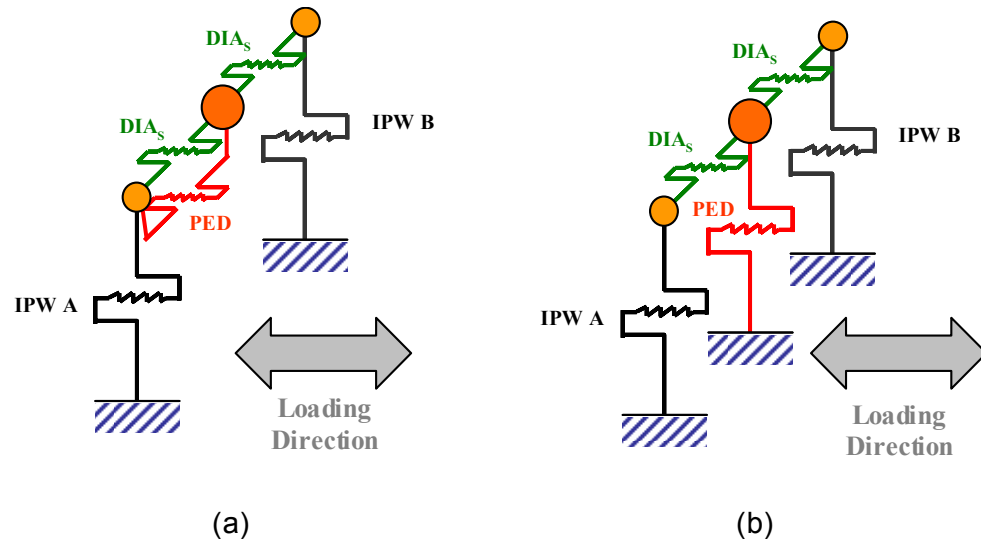 DIAs
DIAs
IPW B
PED
IPW A
Loading
Direction
(a)
DIAs
DIAs
IPW B
PED
IPW A
Loading
Direction
(b)